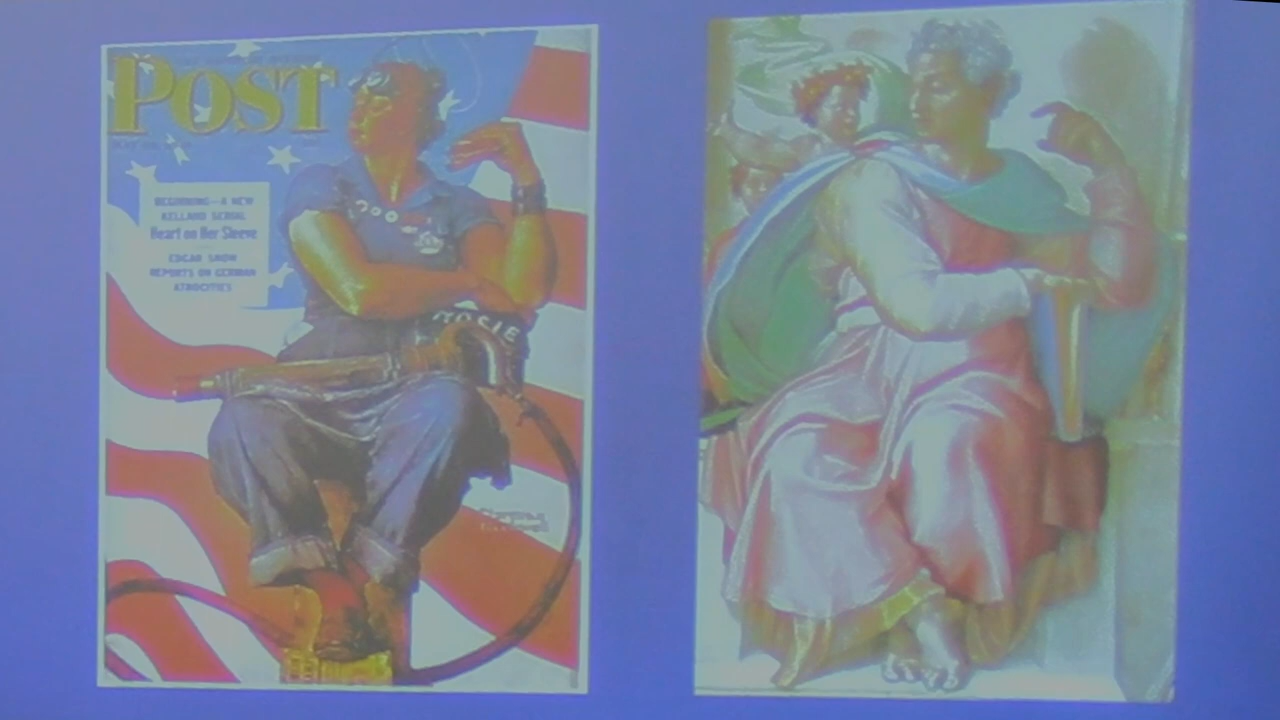 POST
BEGINNING—A NEW
KELLAND SERIAL
Heart on Her Sleeve
EDGAR SNOW
REPORTS ON GERMAN
ATROCITIES
ROSIE